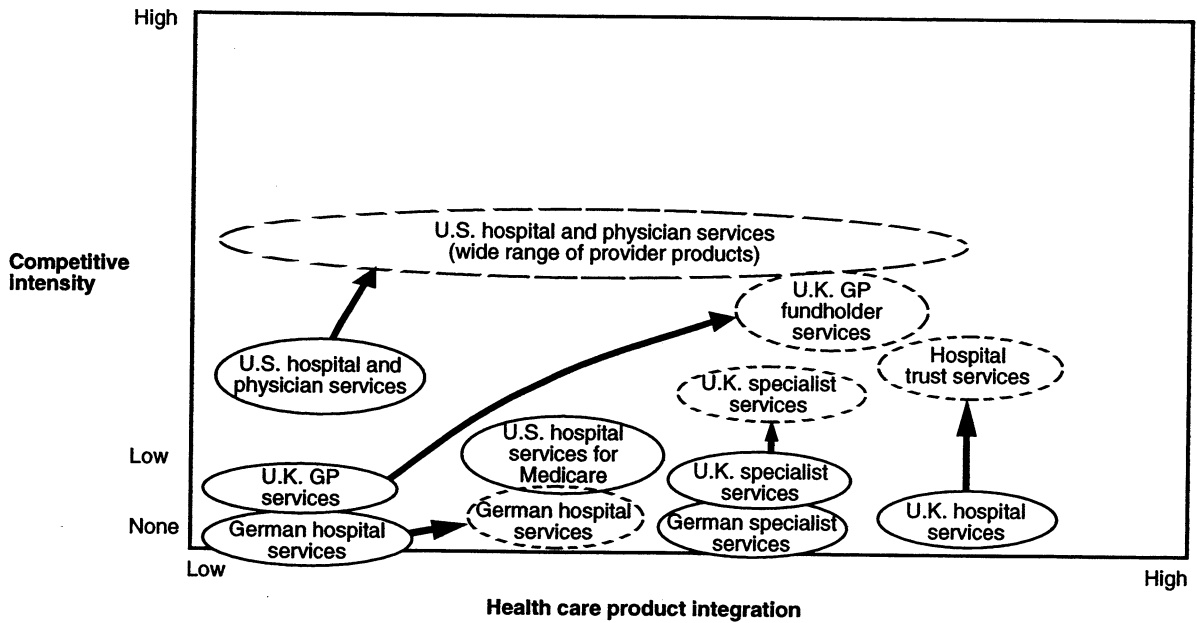 High
U.S. hospital and physician services
(wide range of provider products)
Competitive
intensity
U.K. GP
fundholder
services
U.S. hospital and
physician services
Hospital
trust services
U.K. specialist
services
U.S. hospital
services for
Medicare
Low
U.K. GP
services
U.K. specialist
services
None
German hospital
services
German hospital
services
German specialist
services
U.K. hospital
services
Low
High
Health care product integration